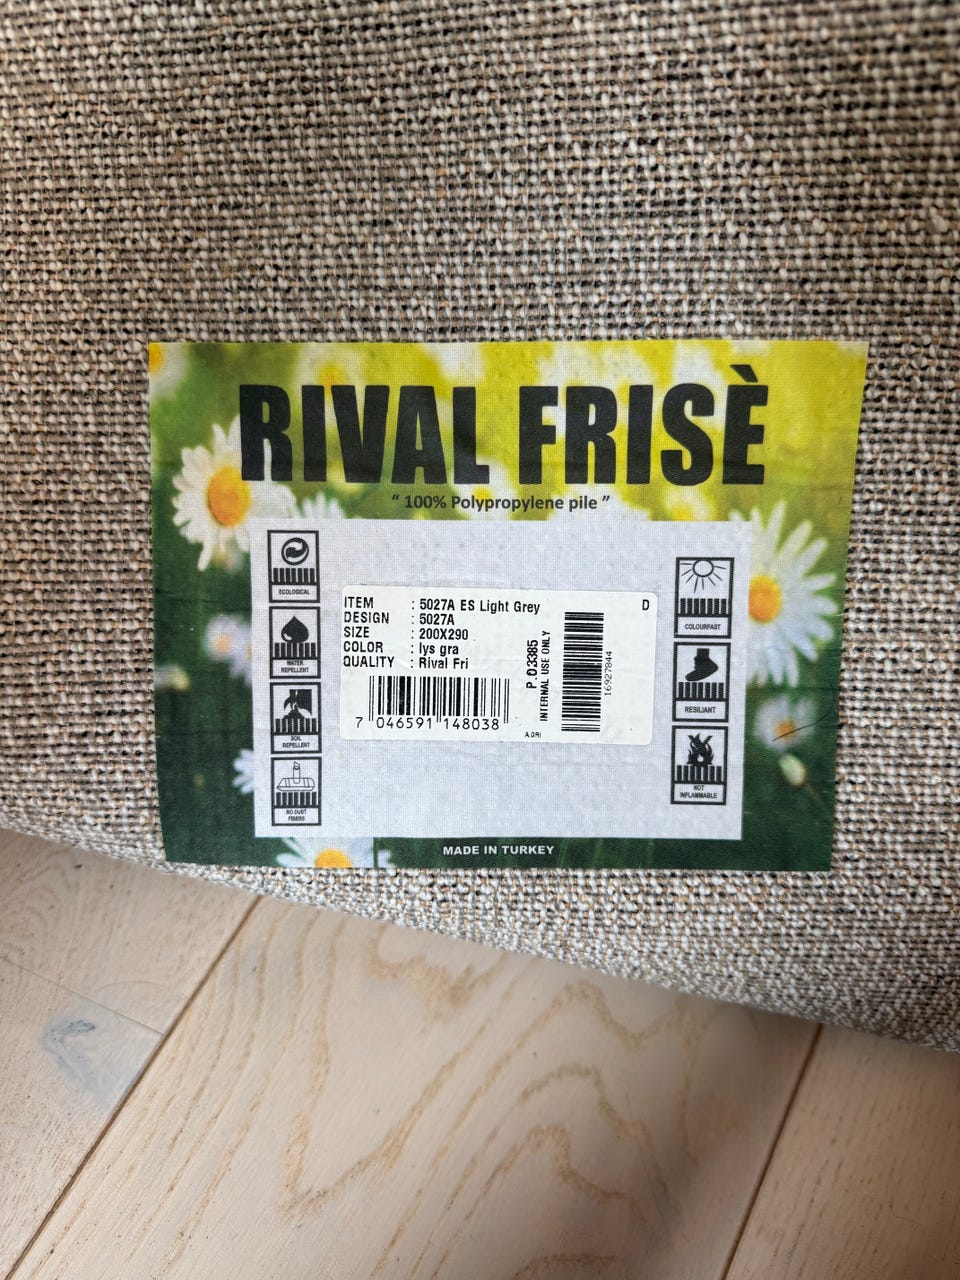 RIVAL FRISÈ
“ 100% Polypropylene pile ”
ECOLOGICAL
WATER
REPELLENT
SOIL
REPELLENT
NO DUST
FIBERS
ITEM : 5027A ES Light Grey D
DESIGN : 5027A
SIZE : 200X290
COLOR : lys gra
QUALITY : Rival Fri
7 046591 148038
P.03385
INTERNAL USE ONLY
16927844
A.GRI
COLOURFAST
RESILIANT
NOT
INFLAMMABLE
MADE IN TURKEY